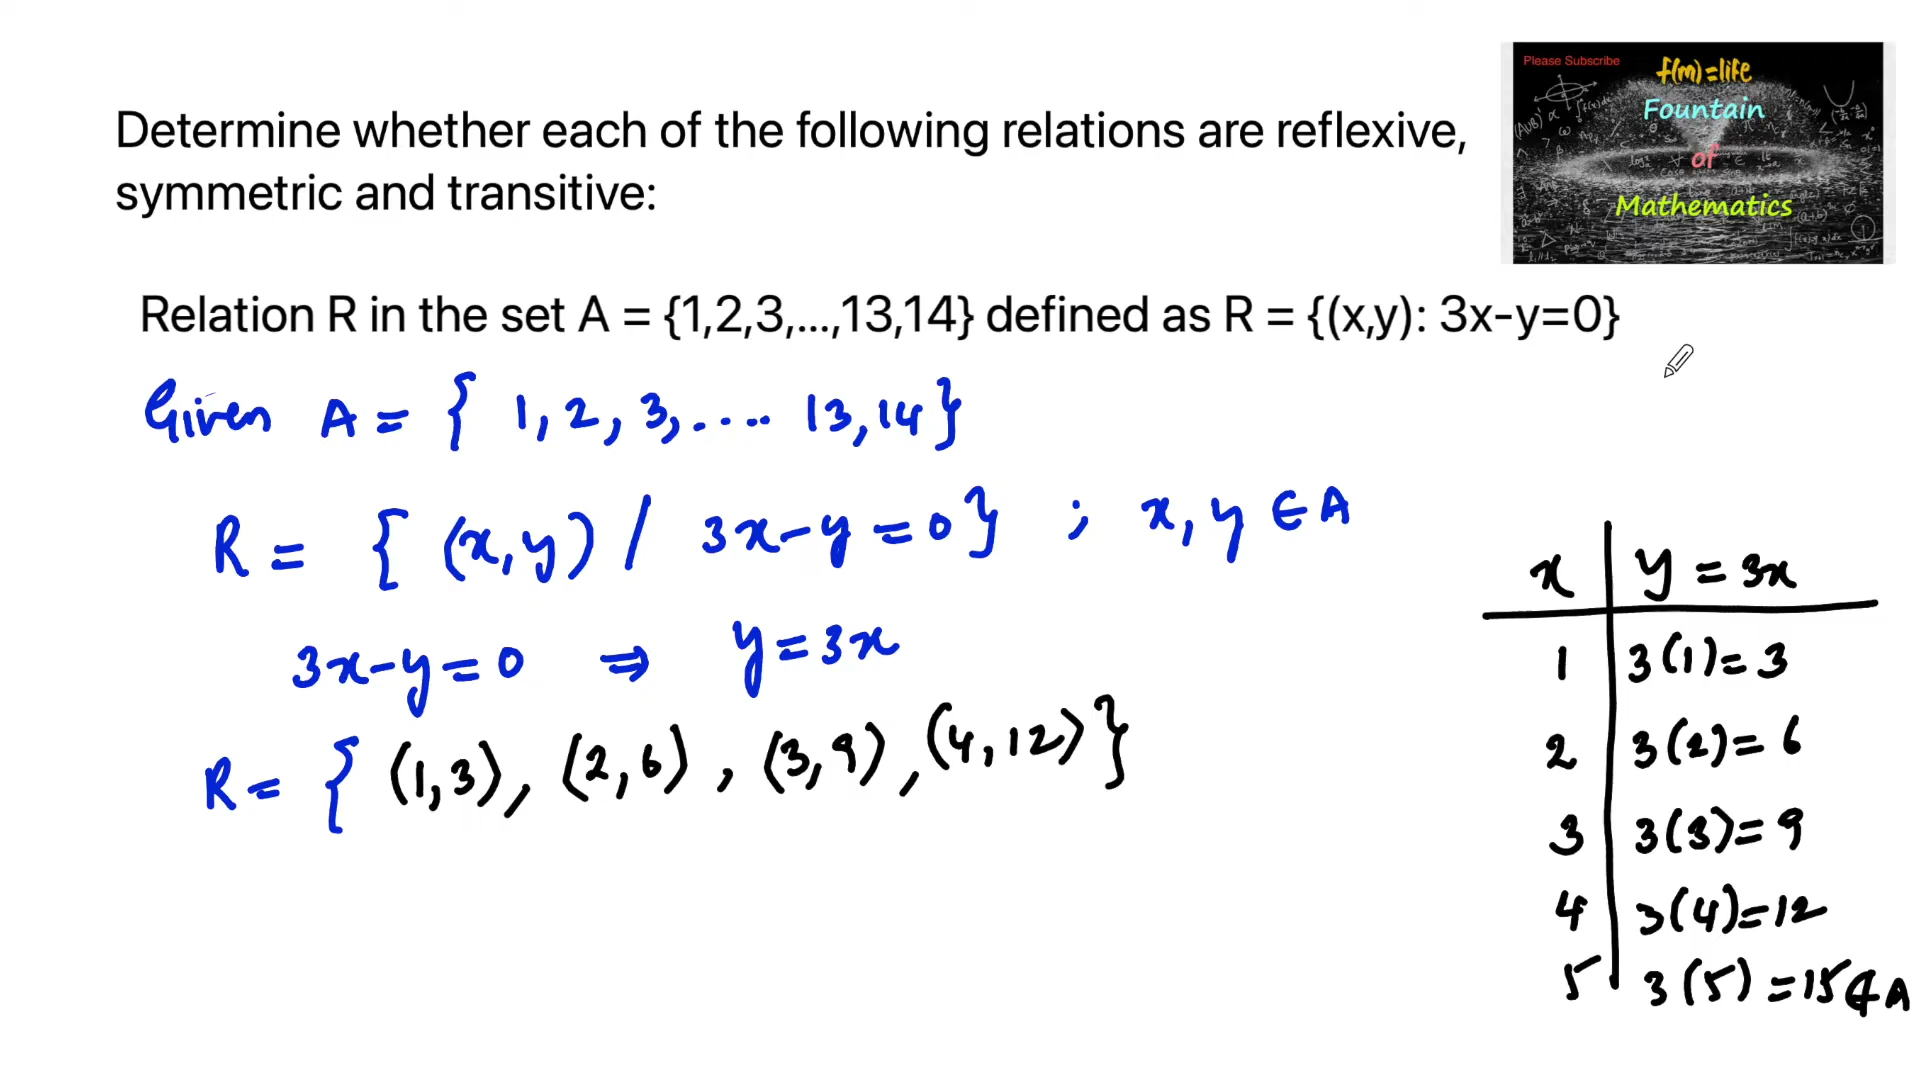 Please Subscribe
f(m)=life
Fountain
of
Mathematics
Determine whether each of the following relations are reflexive,
symmetric and transitive:
Relation R in the set A = {1,2,3,...,13,14} defined as R = {(x,y): 3x-y=0}
Given A = { 1, 2, 3, .... 13, 14 }
R = { (x, y) / 3x-y=0 } ; x, y ∈ A
3x-y=0 ⇒ y=3x
R = { (1,3), (2,6), (3,9), (4,12) }
x | y = 3x
1 | 3(1)=3
2 | 3(2)=6
3 | 3(3)=9
4 | 3(4)=12
5 3(5)=15∉A